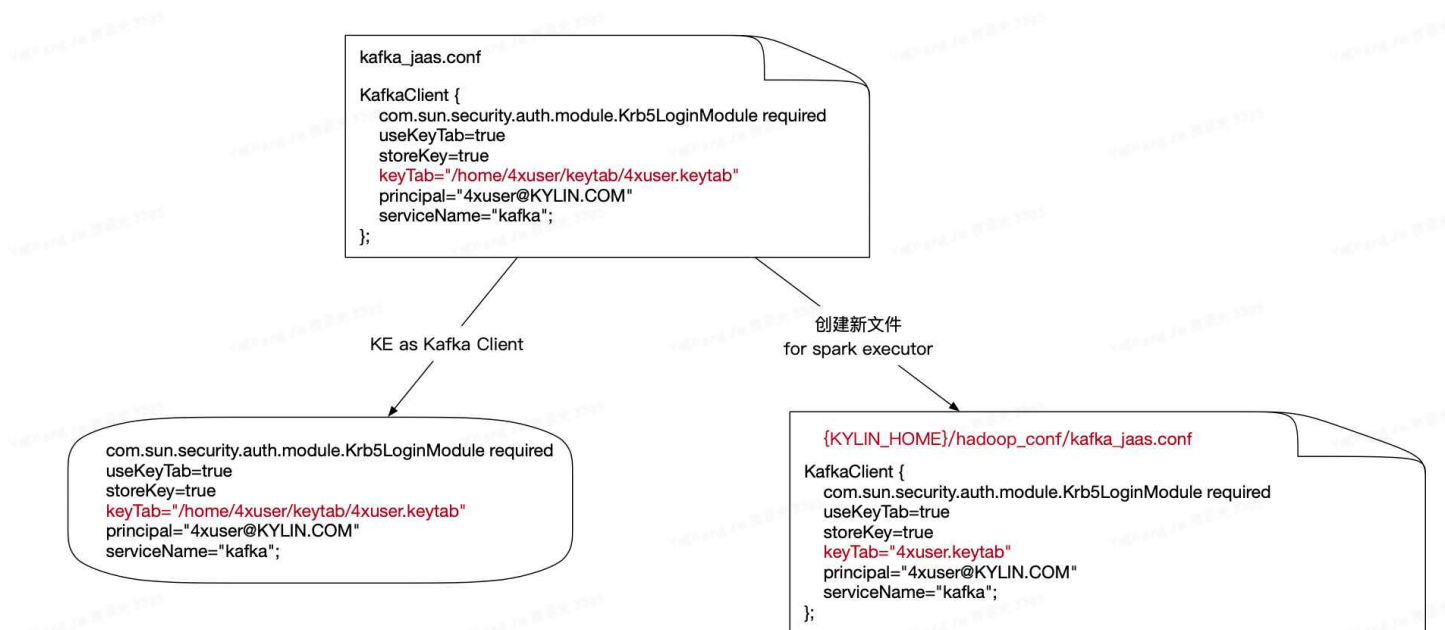 kafka_jaas.conf
KafkaClient {
com.sun.security.auth.module.Krb5LoginModule required
useKeyTab=true
storeKey=true
keyTab="/home/4xuser/keytab/4xuser.keytab"
principal="4xuser@KYLIN.COM"
serviceName="kafka";
};
KE as Kafka Client
创建新文件
for spark executor
com.sun.security.auth.module.Krb5LoginModule required
useKeyTab=true
storeKey=true
keyTab="/home/4xuser/keytab/4xuser.keytab"
principal="4xuser@KYLIN.COM"
serviceName="kafka";
{KYLIN_HOME}/hadoop_conf/kafka_jaas.conf
KafkaClient {
com.sun.security.auth.module.Krb5LoginModule required
useKeyTab=true
storeKey=true
keyTab="4xuser.keytab"
principal="4xuser@KYLIN.COM"
serviceName="kafka";
};